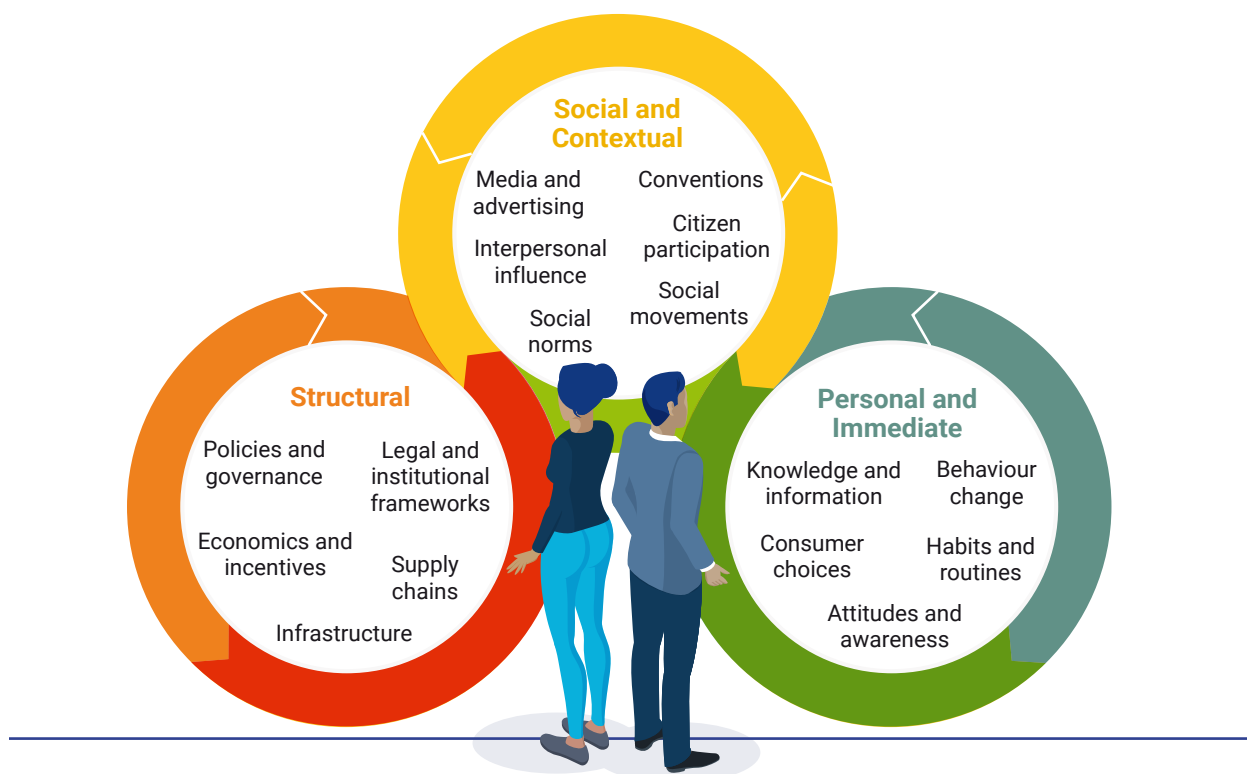 Social and
Contextual
Media and
advertising
Conventions
Interpersonal
influence
Citizen
participation
Social
norms
Social
movements
Structural
Policies and
governance
Legal and
institutional
frameworks
Economics and
incentives
Supply
chains
Infrastructure
Personal and
Immediate
Knowledge and
information
Behaviour
change
Consumer
choices
Habits and
routines
Attitudes and
awareness